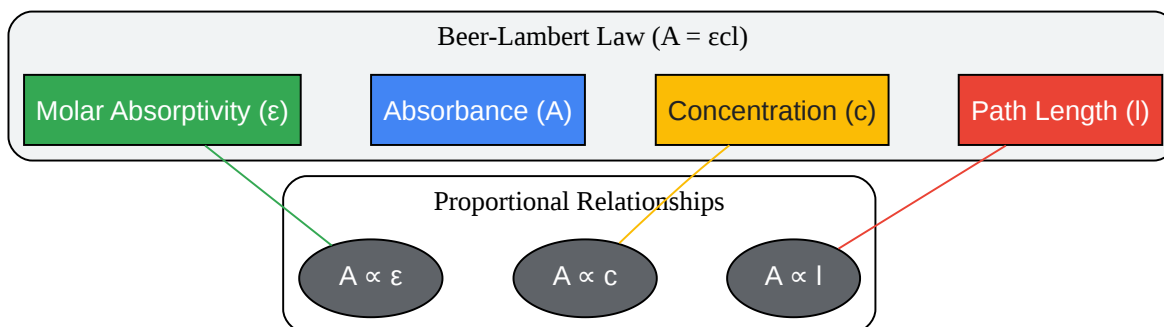 Beer-Lambert Law (A = εcl)
Molar Absorptivity (ε)
Absorbance (A)
Concentration (c)
Path Length (l)
Proportional Relationships
A ∝ ε
A ∝ c
A ∝ l